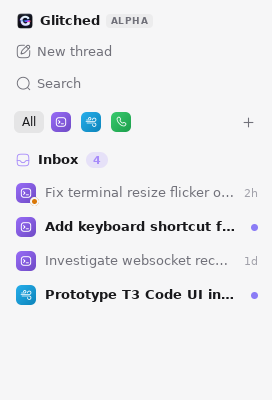 Glitched ALPHA
New thread
Search
All
Inbox 4
Fix terminal resize flicker o... 2h
Add keyboard shortcut f...
Investigate websocket rec... 1d
Prototype T3 Code UI in...